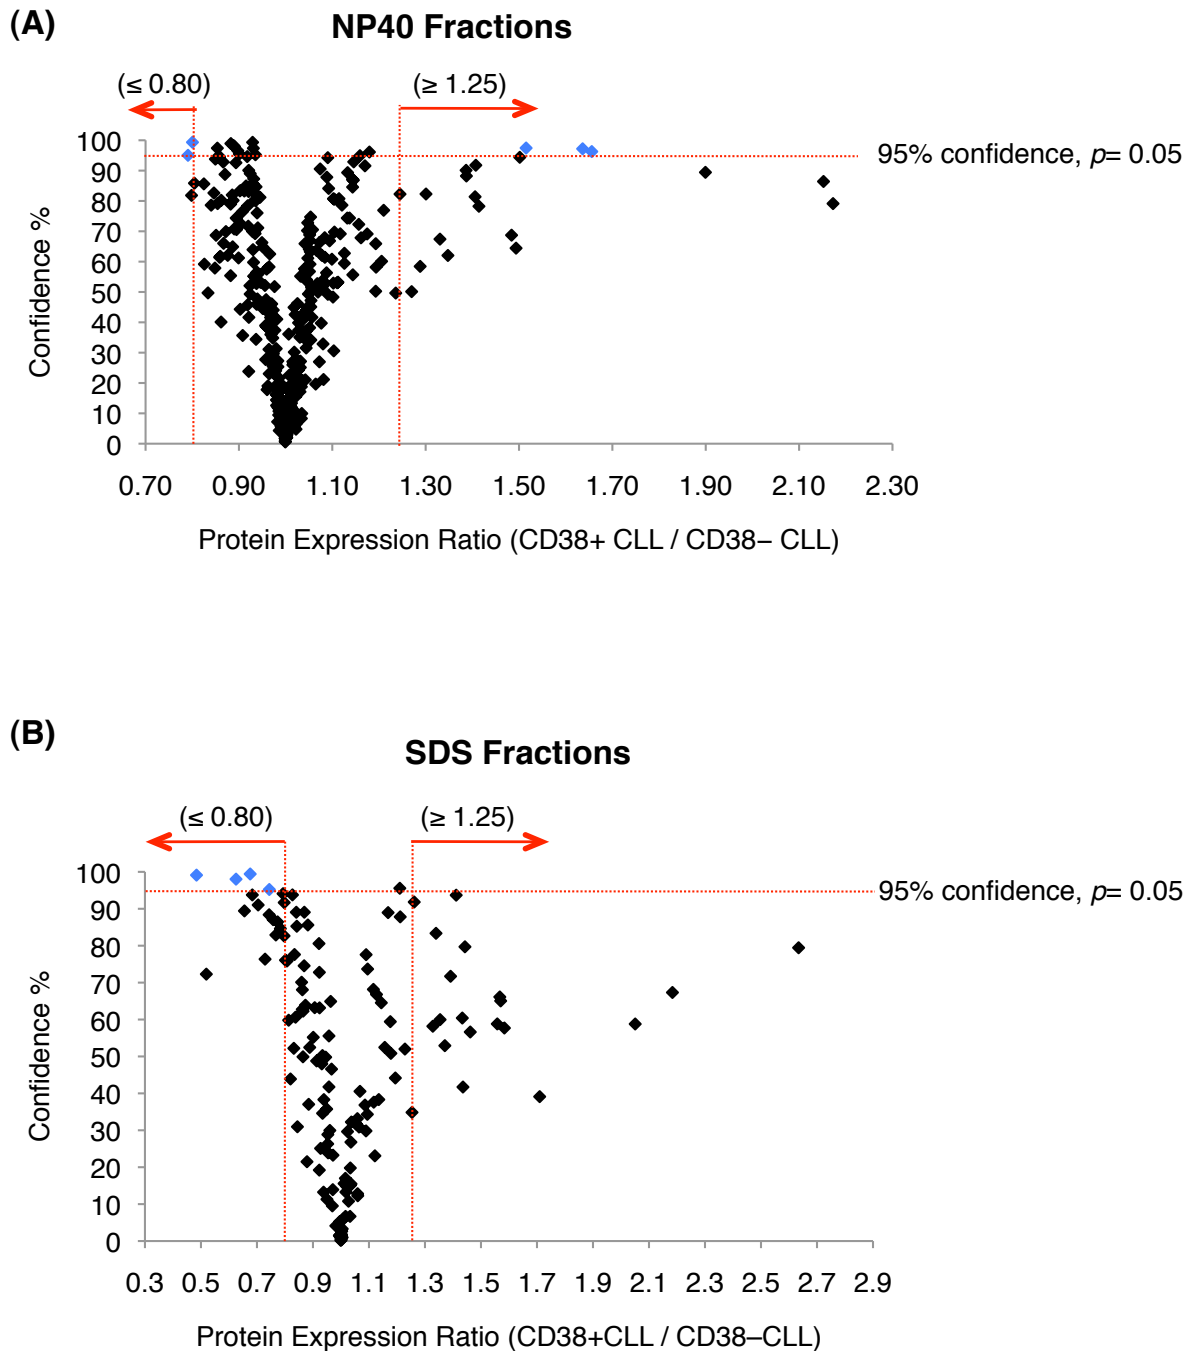 (A)
NP40 Fractions
(≤ 0.80) (≥ 1.25)
100
90
80
70
60
50
40
30
20
10
0
Confidence %
95% confidence, p= 0.05
0.70 0.90 1.10 1.30 1.50 1.70 1.90 2.10 2.30
Protein Expression Ratio (CD38+ CLL / CD38− CLL)
(B)
SDS Fractions
(≤ 0.80) (≥ 1.25)
100
90
80
70
60
50
40
30
20
10
0
Confidence %
95% confidence, p= 0.05
0.3 0.5 0.7 0.9 1.1 1.3 1.5 1.7 1.9 2.1 2.3 2.5 2.7 2.9
Protein Expression Ratio (CD38+CLL / CD38−CLL)